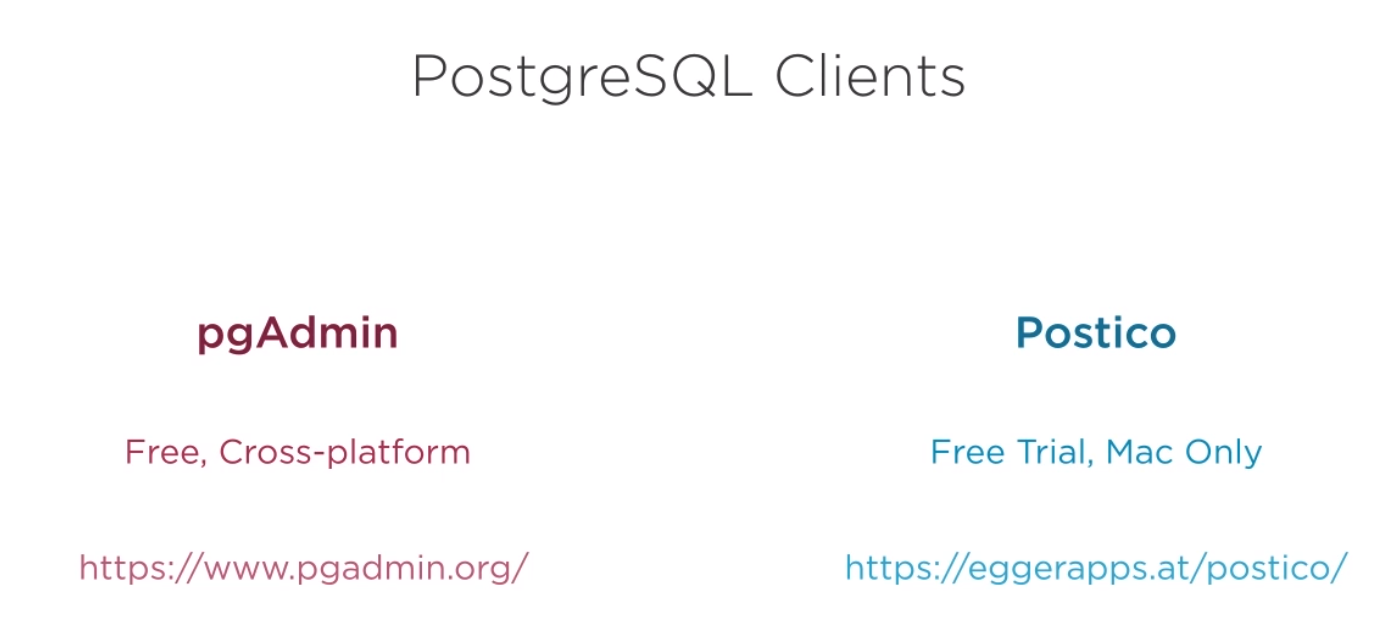 PostgreSQL Clients
pgAdmin
Free, Cross-platform
https://www.pgadmin.org/
Postico
Free Trial, Mac Only
https://eggerapps.at/postico/